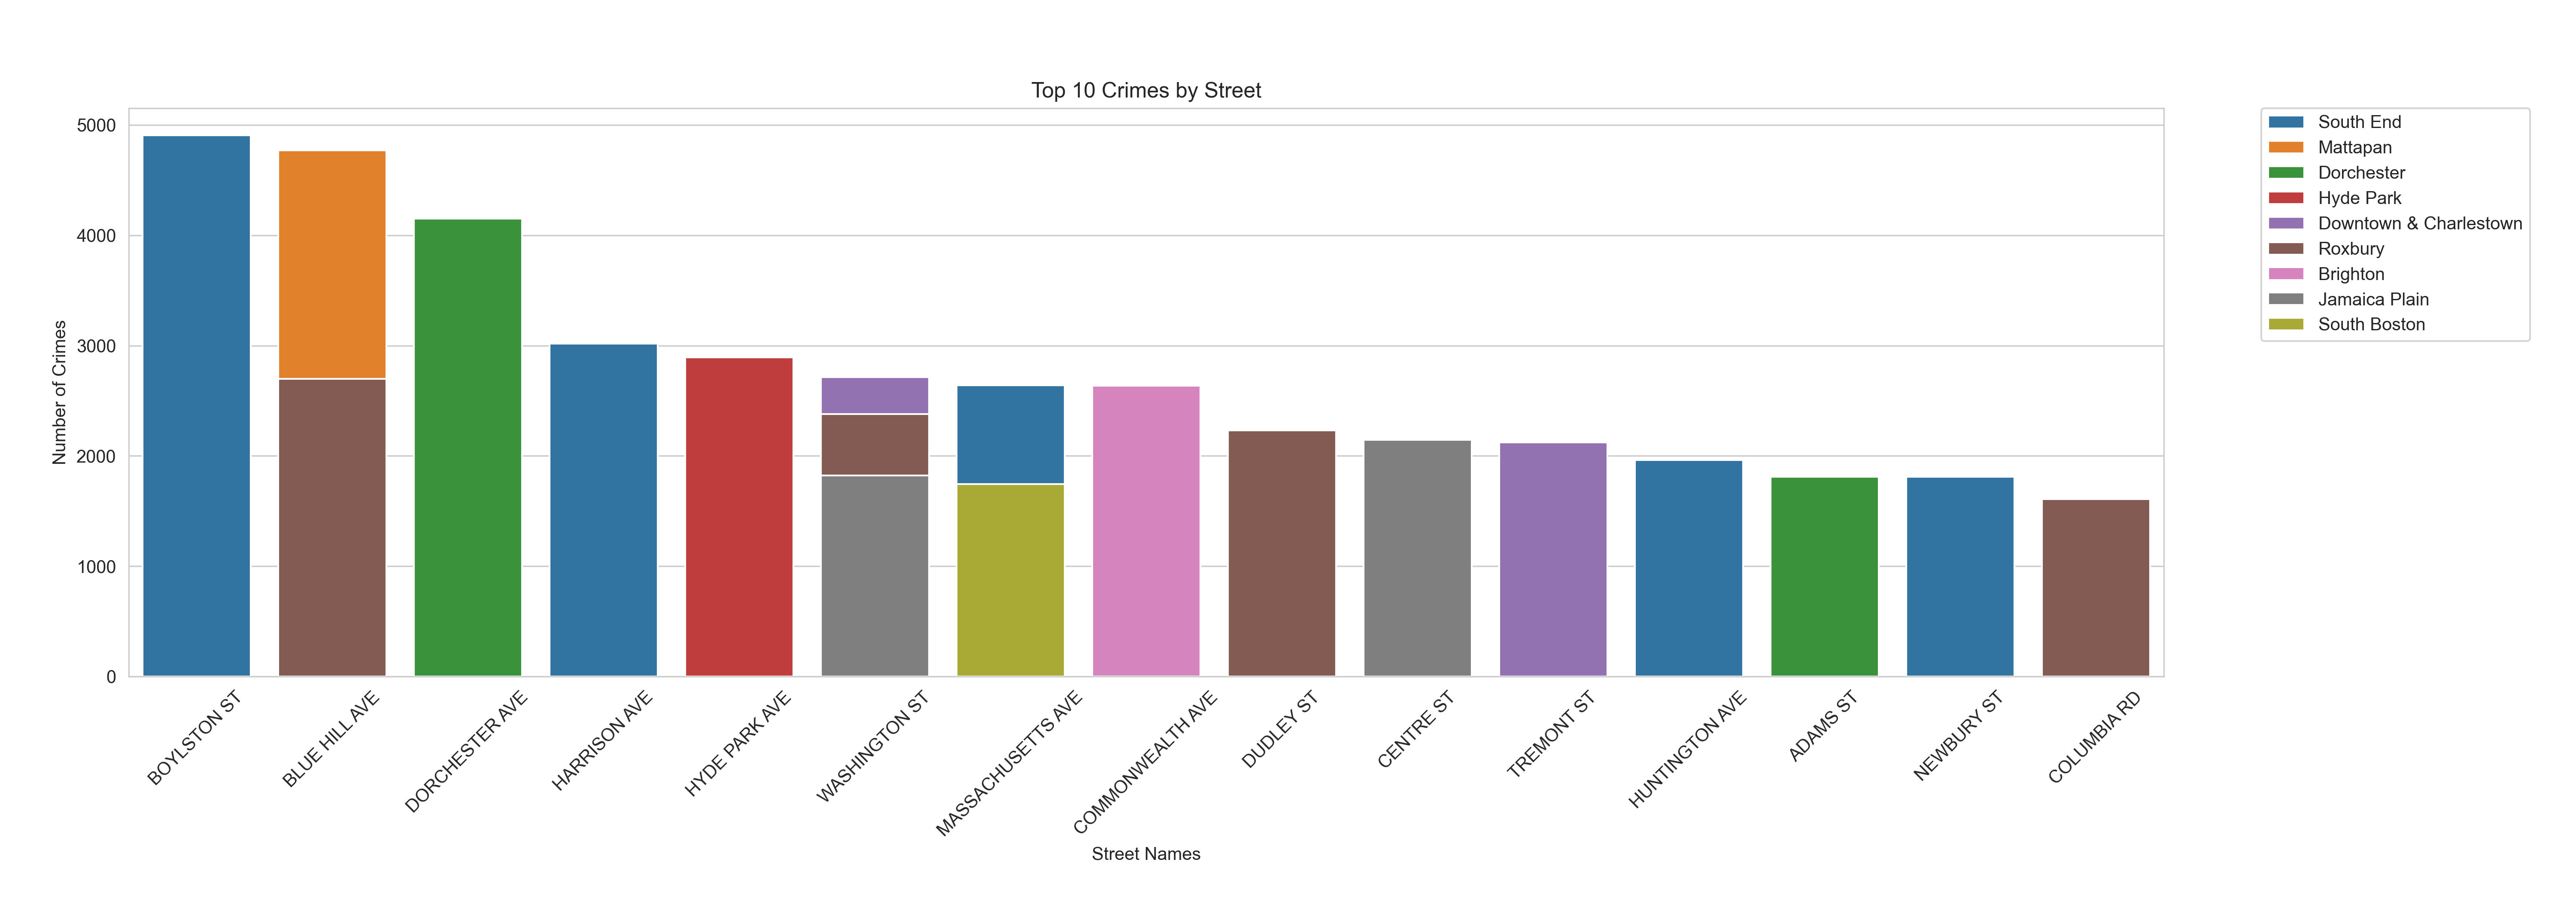 Top 10 Crimes by Street
5000
4000
3000
2000
1000
0
Number of Crimes
BOYLSTON ST
BLUE HILL AVE
DORCHESTER AVE
HARRISON AVE
HYDE PARK AVE
WASHINGTON ST
MASSACHUSETTS AVE
COMMONWEALTH AVE
DUDLEY ST
CENTRE ST
TREMONT ST
HUNTINGTON AVE
ADAMS ST
NEWBURY ST
COLUMBIA RD
Street Names
South End
Mattapan
Dorchester
Hyde Park
Downtown & Charlestown
Roxbury
Brighton
Jamaica Plain
South Boston